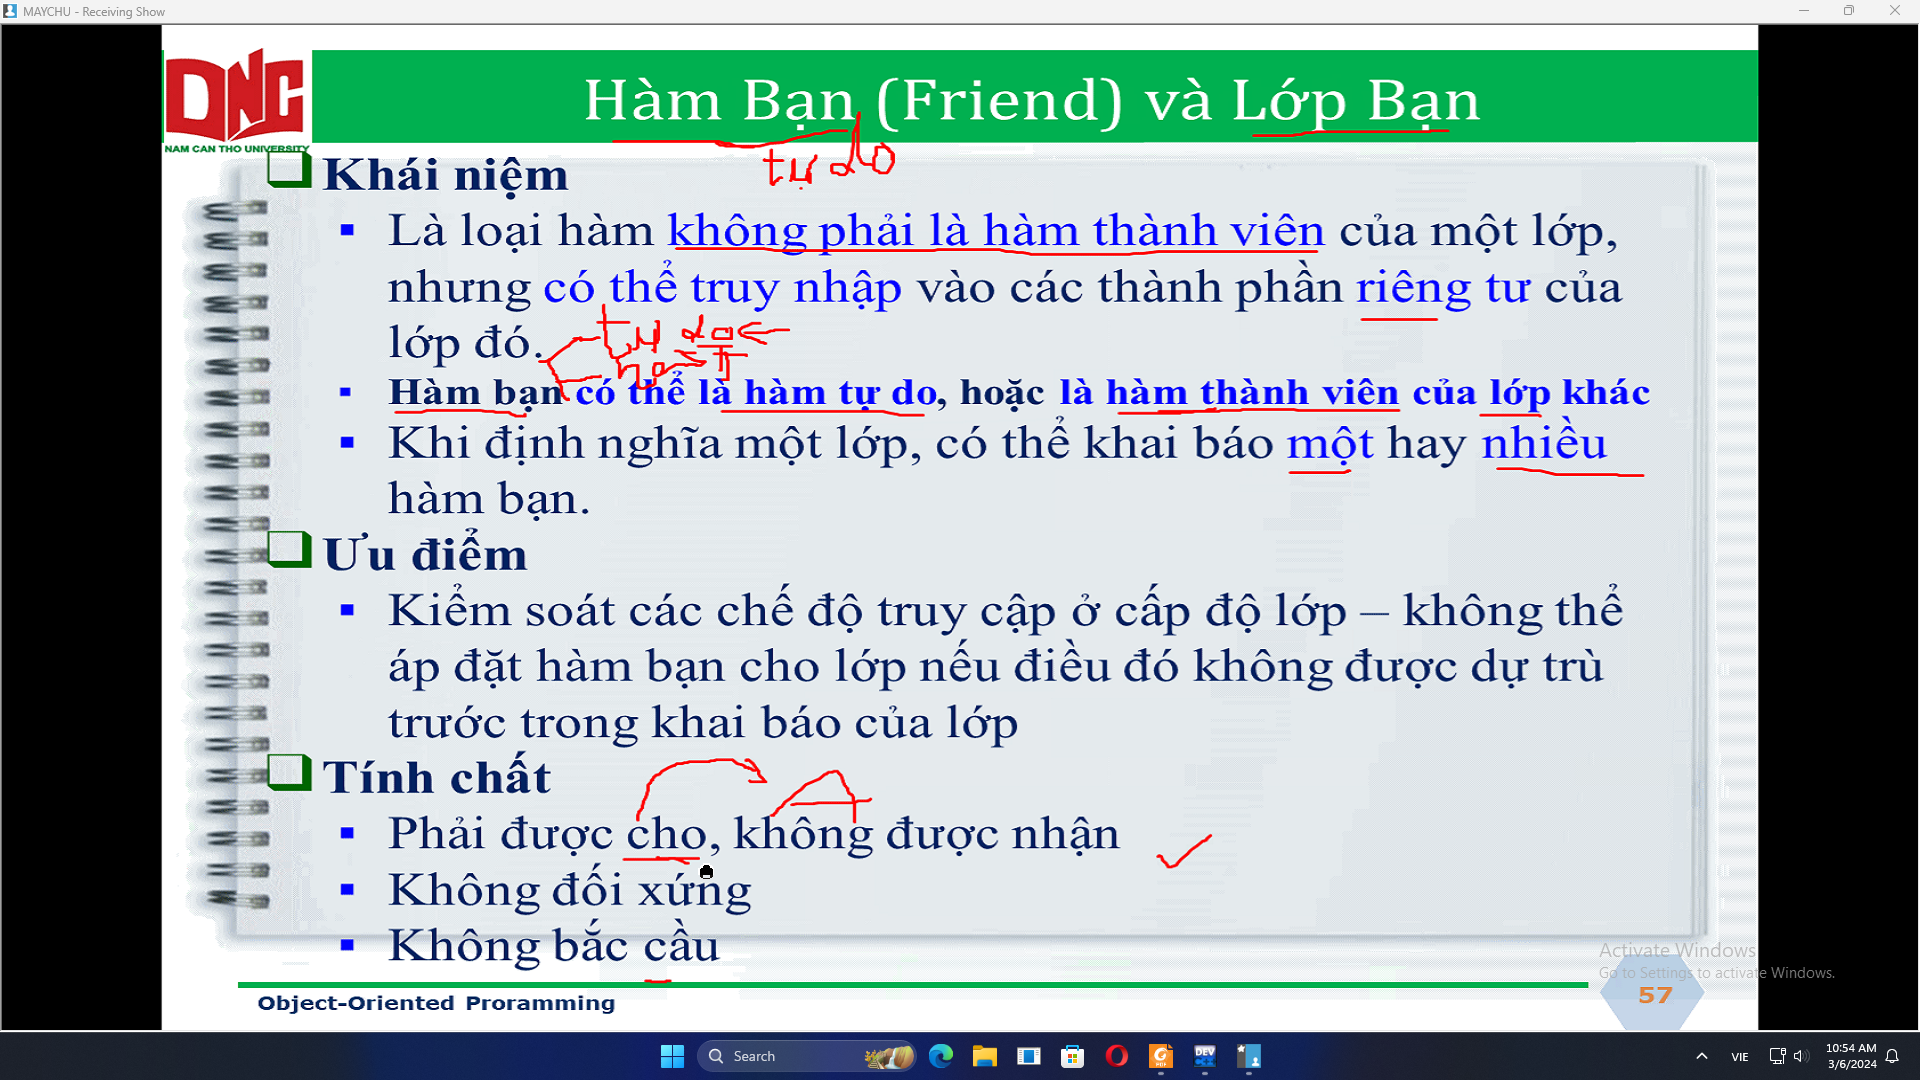 MAYCHU - Receiving Show
DNC
NAM CAN THO UNIVERSITY
Hàm Bạn (Friend) và Lớp Bạn
tự do
Khái niệm
Là loại hàm không phải là hàm thành viên của một lớp,
nhưng có thể truy nhập vào các thành phần riêng tư của
lớp đó.
tự do
Hàm bạn có thể là hàm tự do, hoặc là hàm thành viên của lớp khác
Khi định nghĩa một lớp, có thể khai báo một hay nhiều
hàm bạn.
Ưu điểm
Kiểm soát các chế độ truy cập ở cấp độ lớp – không thể
áp đặt hàm bạn cho lớp nếu điều đó không được dự trù
trước trong khai báo của lớp
Tính chất
Phải được cho, không được nhận
Không đối xứng
Không bắc cầu
Activate Windows
Go to Settings to activate Windows.
57
Object-Oriented Proramming
Search
DEV
VIE
10:54 AM
3/6/2024